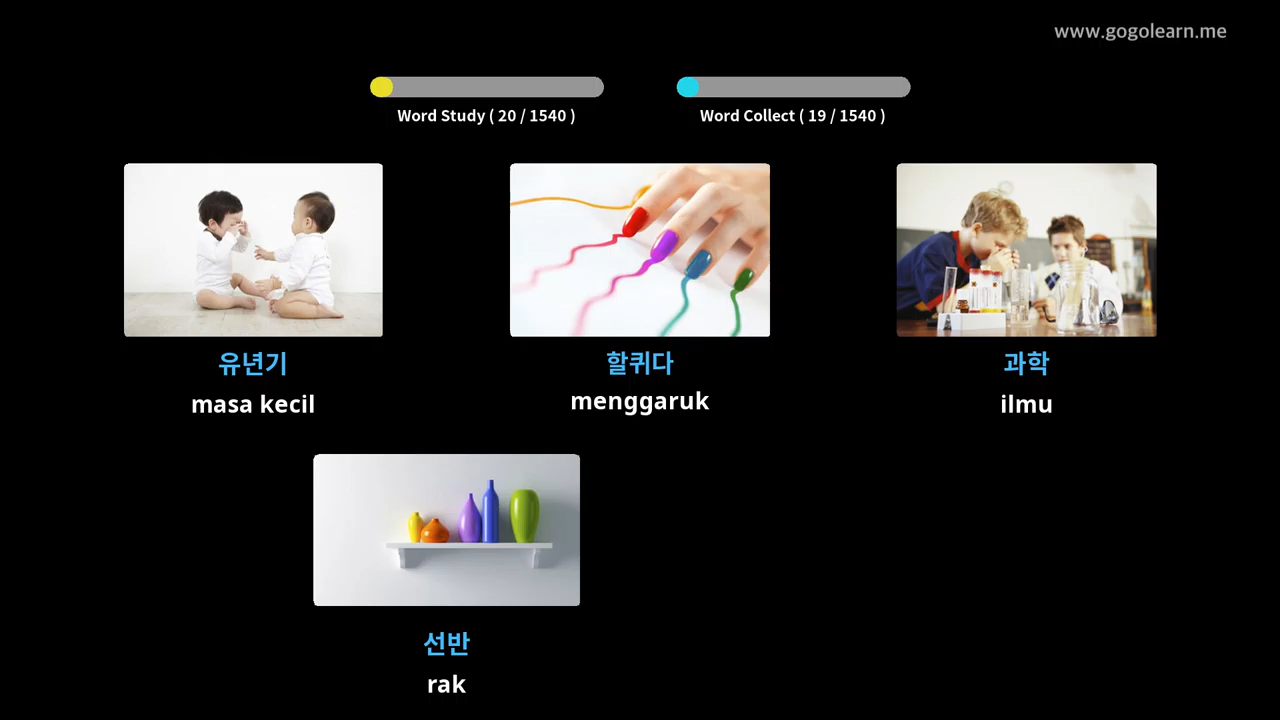 www.gogolearn.me
Word Study ( 20 / 1540 )
Word Collect ( 19 / 1540 )
유년기
masa kecil
할퀴다
menggaruk
과학
ilmu
선반
rak